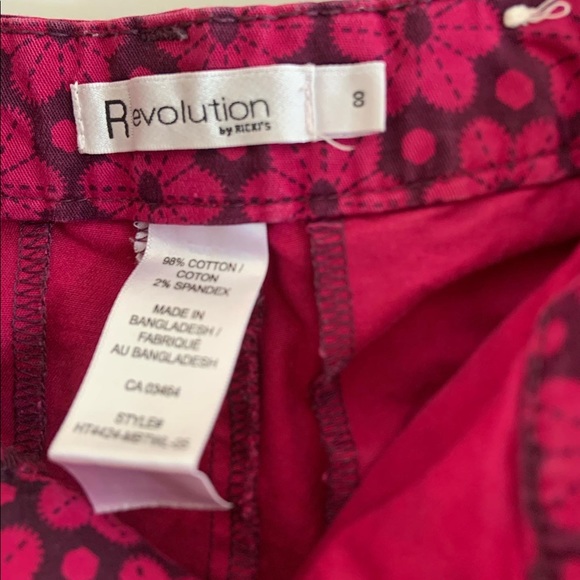 Revolution
by RICKI'S
8
98% COTTON /
COTON
2% SPANDEX
MADE IN
BANGLADESH /
FABRIQUÉ
AU BANGLADESH
CA 03464
STYLE#